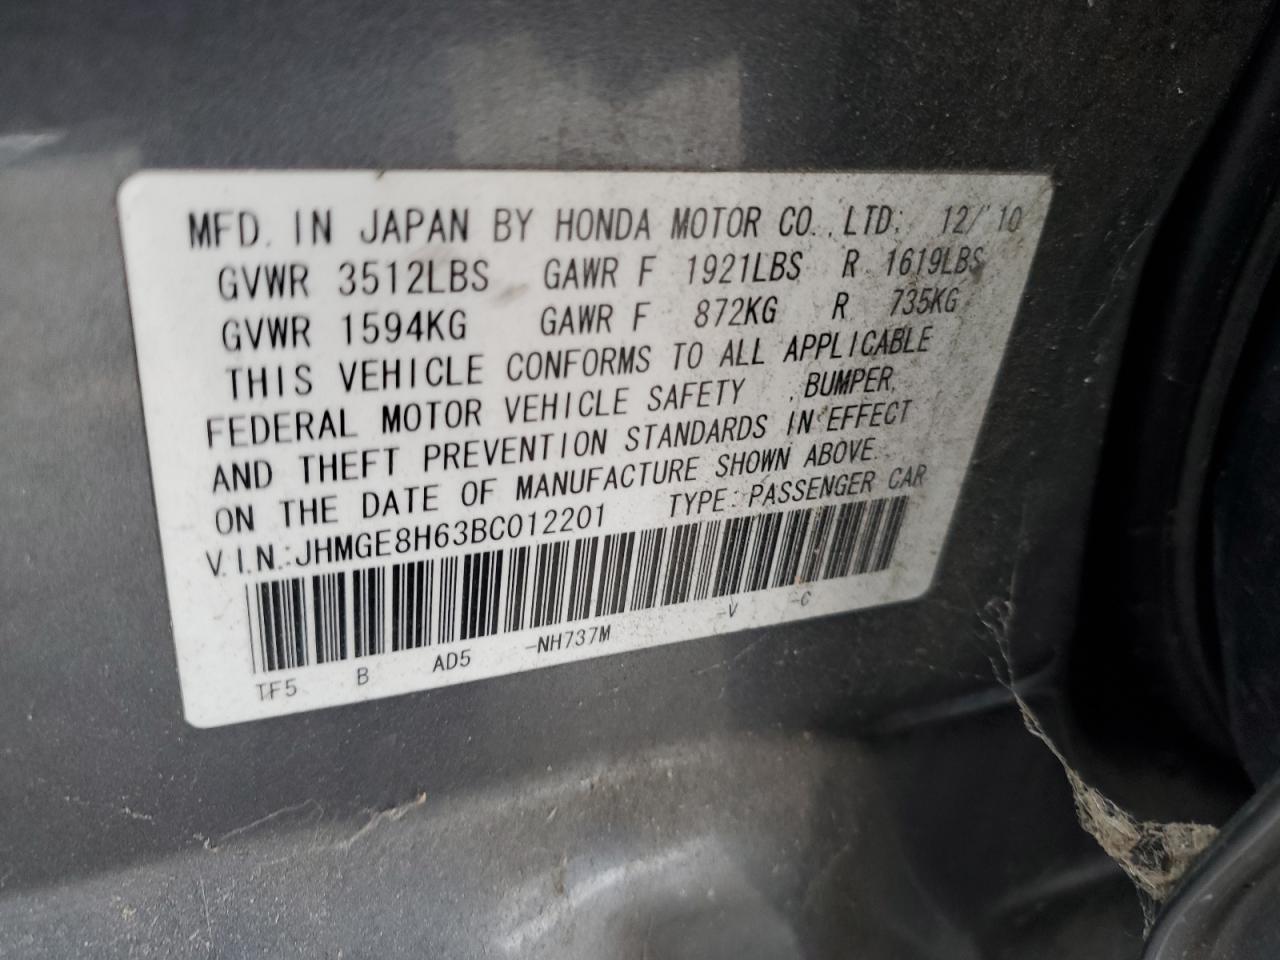 MFD. IN JAPAN BY HONDA MOTOR CO., LTD. 12/'10
GVWR 3512LBS GAWR F 1921LBS R 1619LBS
GVWR 1594KG GAWR F 872KG R 735KG
THIS VEHICLE CONFORMS TO ALL APPLICABLE
FEDERAL MOTOR VEHICLE SAFETY , BUMPER,
AND THEFT PREVENTION STANDARDS IN EFFECT
ON THE DATE OF MANUFACTURE SHOWN ABOVE.
V.I.N.:JHMGE8H63BC012201 TYPE:PASSENGER CAR
TF5 B AD5 -NH737M -V -C